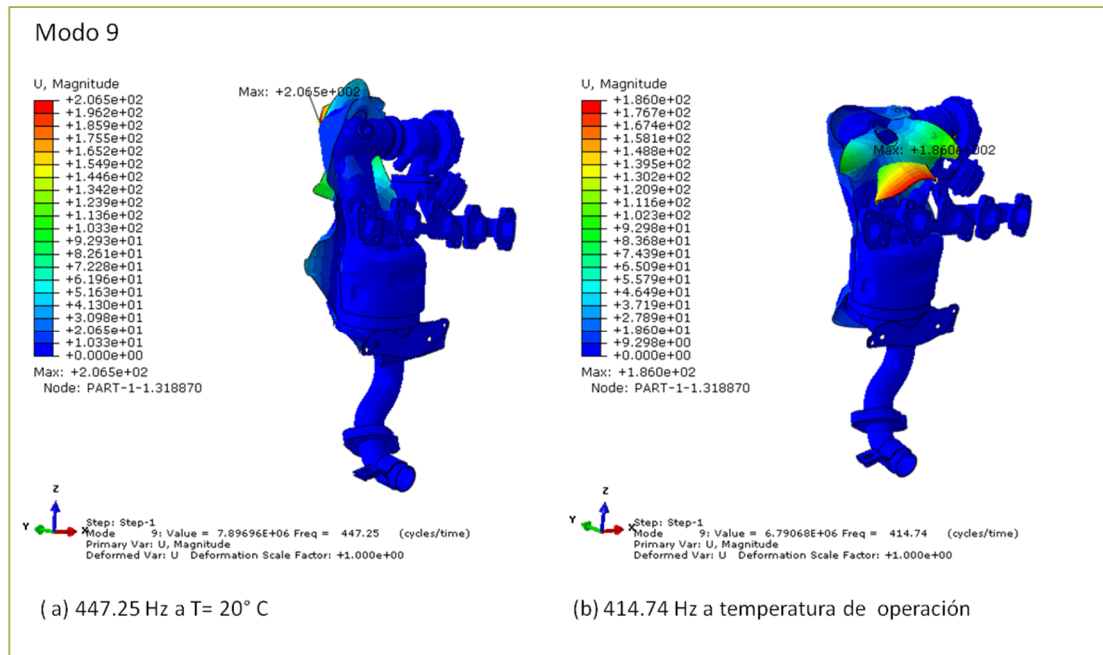 Modo 9
U, Magnitude
+2.065e+02
+1.962e+02
+1.859e+02
+1.755e+02
+1.652e+02
+1.549e+02
+1.446e+02
+1.342e+02
+1.239e+02
+1.136e+02
+1.033e+02
+9.293e+01
+8.261e+01
+7.228e+01
+6.196e+01
+5.163e+01
+4.130e+01
+3.098e+01
+2.065e+01
+1.033e+01
+0.000e+00
Max: +2.065e+02
Node: PART-1-1.318870
Max: +2.065e+002
Z
Y
X
Step: Step-1
Mode 9: Value = 7.89696E+06 Freq = 447.25 (cycles/time)
Primary Var: U, Magnitude
Deformed Var: U Deformation Scale Factor: +1.000e+00
( a) 447.25 Hz a T= 20° C
U, Magnitude
+1.860e+02
+1.767e+02
+1.674e+02
+1.581e+02
+1.488e+02
+1.395e+02
+1.302e+02
+1.209e+02
+1.116e+02
+1.023e+02
+9.298e+01
+8.368e+01
+7.439e+01
+6.509e+01
+5.579e+01
+4.649e+01
+3.719e+01
+2.789e+01
+1.860e+01
+9.298e+00
+0.000e+00
Max: +1.860e+02
Node: PART-1-1.318870
Max: +1.860e+002
Z
Y
X
Step: Step-1
Mode 9: Value = 6.79068E+06 Freq = 414.74 (cycles/time)
Primary Var: U, Magnitude
Deformed Var: U Deformation Scale Factor: +1.000e+00
(b) 414.74 Hz a temperatura de operación